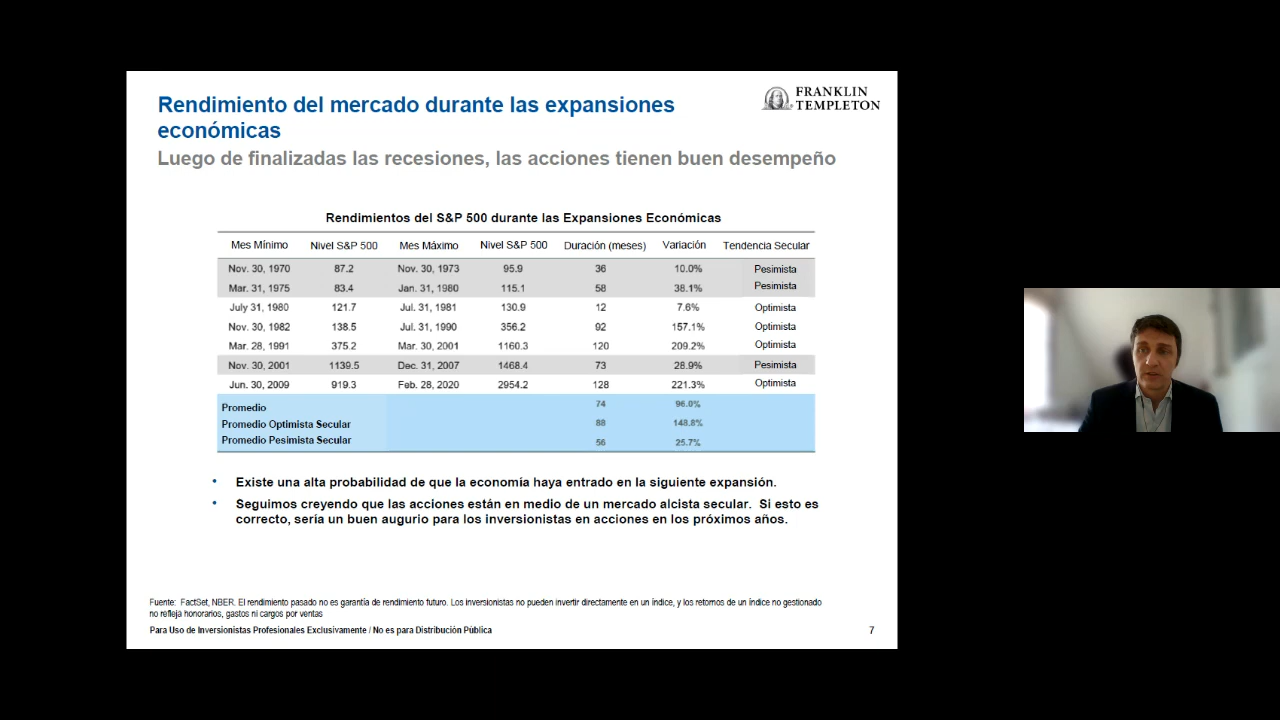 Rendimiento del mercado durante las expansiones
económicas
FRANKLIN
TEMPLETON
Luego de finalizadas las recesiones, las acciones tienen buen desempeño
Rendimientos del S&P 500 durante las Expansiones Económicas
Mes Mínimo Nivel S&P 500 Mes Máximo Nivel S&P 500 Duración (meses) Variación Tendencia Secular
Nov. 30, 1970 87.2 Nov. 30, 1973 95.9 36 10.0% Pesimista
Mar. 31, 1975 83.4 Jan. 31, 1980 115.1 58 38.1% Pesimista
July 31, 1980 121.7 Jul. 31, 1981 130.9 12 7.6% Optimista
Nov. 30, 1982 138.5 Jul. 31, 1990 356.2 92 157.1% Optimista
Mar. 28, 1991 375.2 Mar. 30, 2001 1160.3 120 209.2% Optimista
Nov. 30, 2001 1139.5 Dec. 31, 2007 1468.4 73 28.9% Pesimista
Jun. 30, 2009 919.3 Feb. 28, 2020 2954.2 128 221.3% Optimista
Promedio 74 96.0%
Promedio Optimista Secular 88 148.8%
Promedio Pesimista Secular 56 25.7%
• Existe una alta probabilidad de que la economía haya entrado en la siguiente expansión.
• Seguimos creyendo que las acciones están en medio de un mercado alcista secular. Si esto es
correcto, sería un buen augurio para los inversionistas en acciones en los próximos años.
Fuente: FactSet, NBER. El rendimiento pasado no es garantía de rendimiento futuro. Los inversionistas no pueden invertir directamente en un índice, y los retornos de un índice no gestionado
no refleja honorarios, gastos ni cargos por ventas
Para Uso de Inversionistas Profesionales Exclusivamente / No es para Distribución Pública
7